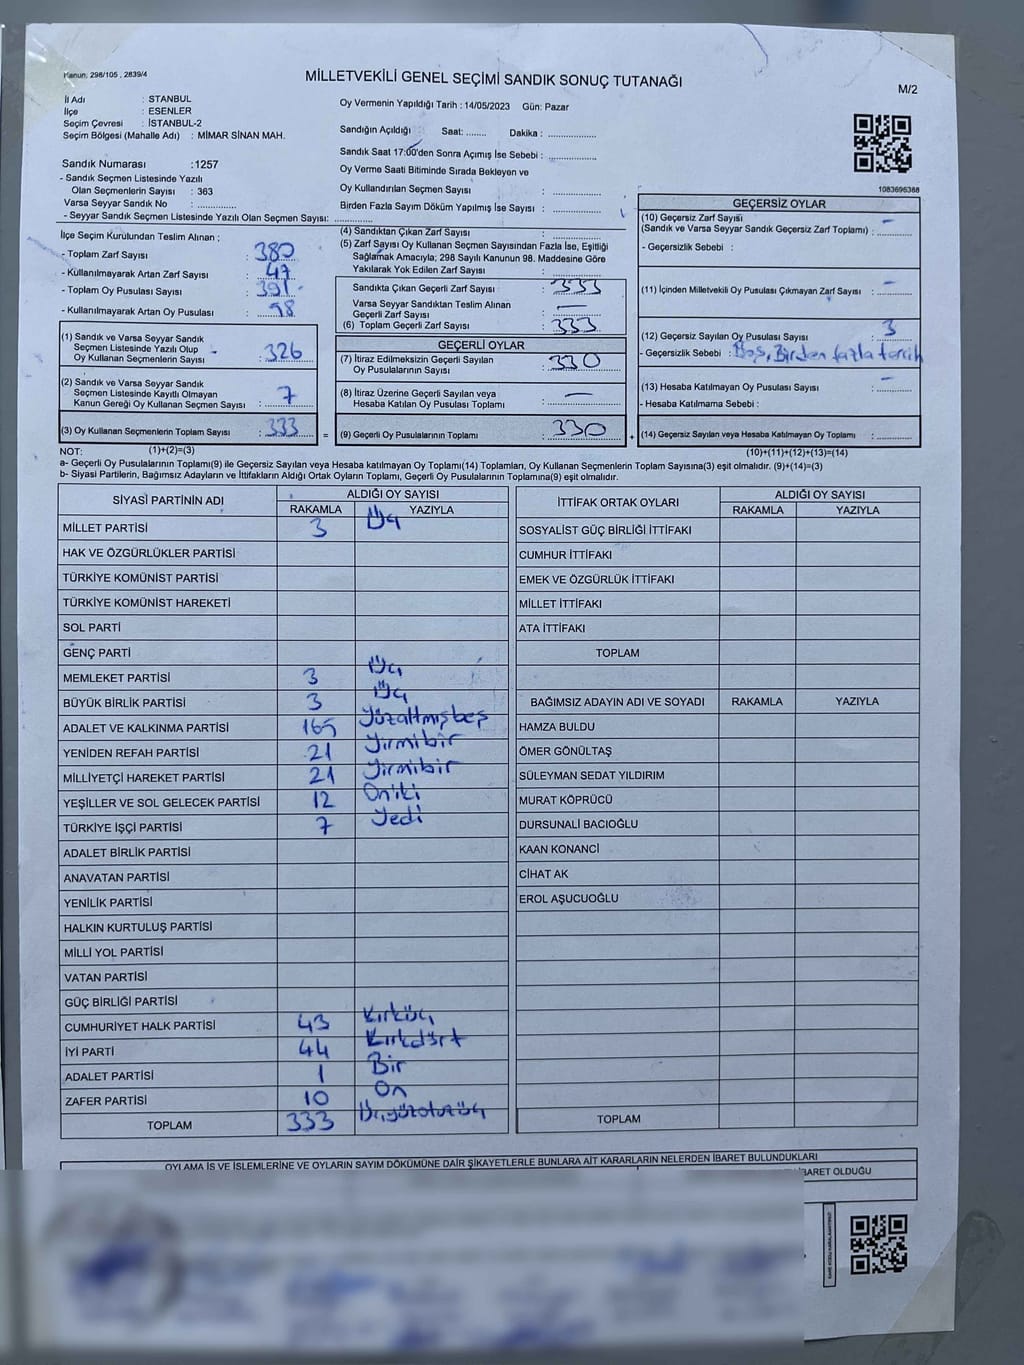 Kanun, 298/105 , 2839/4
MİLLETVEKİLİ GENEL SEÇİMİ SANDIK SONUÇ TUTANAĞI
M/2
İl Adı : STANBUL
İlçe : ESENLER
Seçim Çevresi : İSTANBUL-2
Seçim Bölgesi (Mahalle Adı) : MİMAR SİNAN MAH.
Sandık Numarası :1257
- Sandık Seçmen Listesinde Yazılı
Olan Seçmenlerin Sayısı : 363
Varsa Seyyar Sandık No : ..............
- Seyyar Sandık Seçmen Listesinde Yazılı Olan Seçmen Sayısı: ..............
Oy Vermenin Yapıldığı Tarih : 14/05/2023 Gün: Pazar
Sandığın Açıldığı : Saat: ....... Dakika : ..............
Sandık Saat 17:00'den Sonra Açımış İse Sebebi : ..............
Oy Verme Saati Bitiminde Sırada Bekleyen ve
Oy Kullandırılan Seçmen Sayısı : ..............
Birden Fazla Sayım Döküm Yapılmış İse Sayısı : ..............
1083696388
İlçe Seçim Kurulundan Teslim Alınan ;
- Toplam Zarf Sayısı : 380
- Kullanılmayarak Artan Zarf Sayısı : 47
- Toplam Oy Pusulası Sayısı : 391
- Kullanılmayarak Artan Oy Pusulası :
(1) Sandık ve Varsa Seyyar Sandık
Seçmen Listesinde Yazılı Olup
Oy Kullanan Seçmenlerin Sayısı : 326
(2) Sandık ve Varsa Seyyar Sandık
Seçmen Listesinde Kayıtlı Olmayan
Kanun Gereği Oy Kullanan Seçmen Sayısı : 7
(3) Oy Kullanan Seçmenlerin Toplam Sayısı : 333 =
(4) Sandıktan Çıkan Zarf Sayısı : ..............
(5) Zarf Sayısı Oy Kullanan Seçmen Sayısından Fazla İse, Eşitliği
Sağlamak Amacıyla; 298 Sayılı Kanunun 98. Maddesine Göre
Yakılarak Yok Edilen Zarf Sayısı : ..............
Sandıkta Çıkan Geçerli Zarf Sayısı : 333
Varsa Seyyar Sandıktan Teslim Alınan
Geçerli Zarf Sayısı : —
(6) Toplam Geçerli Zarf Sayısı : 333
GEÇERLİ OYLAR
(7) İtiraz Edilmeksizin Geçerli Sayılan
Oy Pusulalarının Sayısı : 330
(8) İtiraz Üzerine Geçerli Sayılan veya
Hesaba Katılan Oy Pusulası Toplamı : —
(9) Geçerli Oy Pusulalarının Toplamı : 330 +
GEÇERSİZ OYLAR
(10) Geçersiz Zarf Sayısı
(Sandık ve Varsa Seyyar Sandık Geçersiz Zarf Toplamı) : —
- Geçersizlik Sebebi :
(11) İçinden Milletvekili Oy Pusulası Çıkmayan Zarf Sayısı : —
(12) Geçersiz Sayılan Oy Pusulası Sayısı : 3
- Geçersizlik Sebebi : Boş, Birden fazla tercih
(13) Hesaba Katılmayan Oy Pusulası Sayısı : —
- Hesaba Katılmama Sebebi :
(14) Geçersiz Sayılan veya Hesaba Katılmayan Oy Pusulası Toplamı : ..............
NOT: (1)+(2)=(3) (10)+(11)+(12)+(13)=(14)
a- Geçerli Oy Pusulalarının Toplamı(9) ile Geçersiz Sayılan veya Hesaba katılmayan Oy Toplamı(14) Toplamları, Oy Kullanan Seçmenlerin Toplam Sayısına(3) eşit olmalıdır. (9)+(14)=(3)
b- Siyasi Partilerin, Bağımsız Adayların ve İttifakların Aldığı Ortak Oyların Toplamı, Geçerli Oy Pusulalarının Toplamına(9) eşit olmalıdır.
SİYASİ PARTİNİN ADI ALDIĞI OY SAYISI
RAKAMLA YAZIYLA
MİLLET PARTİSİ 3 Üç
HAK VE ÖZGÜRLÜKLER PARTİSİ
TÜRKİYE KOMÜNİST PARTİSİ
TÜRKİYE KOMÜNİST HAREKETİ
SOL PARTİ
GENÇ PARTİ
MEMLEKET PARTİSİ 3 Üç
BÜYÜK BİRLİK PARTİSİ 3 Üç
ADALET VE KALKINMA PARTİSİ 165 Yüzaltmışbeş
YENİDEN REFAH PARTİSİ 21 Yirmibir
MİLLİYETÇİ HAREKET PARTİSİ 21 Yirmibir
YEŞİLLER VE SOL GELECEK PARTİSİ 12 Oniki
TÜRKİYE İŞÇİ PARTİSİ 7 Yedi
ADALET BİRLİK PARTİSİ
ANAVATAN PARTİSİ
YENİLİK PARTİSİ
HALKIN KURTULUŞ PARTİSİ
MİLLİ YOL PARTİSİ
VATAN PARTİSİ
GÜÇ BİRLİĞİ PARTİSİ
CUMHURİYET HALK PARTİSİ 43 Kırküç
İYİ PARTİ 44 Kırkdört
ADALET PARTİSİ 1 Bir
ZAFER PARTİSİ 10 On
TOPLAM 333 Üçyüzotuzüç
İTTİFAK ORTAK OYLARI ALDIĞI OY SAYISI
RAKAMLA YAZIYLA
SOSYALİST GÜÇ BİRLİĞİ İTTİFAKI
CUMHUR İTTİFAKI
EMEK VE ÖZGÜRLÜK İTTİFAKI
MİLLET İTTİFAKI
ATA İTTİFAKI
TOPLAM
BAĞIMSIZ ADAYIN ADI VE SOYADI RAKAMLA YAZIYLA
HAMZA BULDU
ÖMER GÖNÜLTAŞ
SÜLEYMAN SEDAT YILDIRIM
MURAT KÖPRÜCÜ
DURSUNALİ BACIOĞLU
KAAN KONANCİ
CİHAT AK
EROL AŞUCUOĞLU
TOPLAM
OYLAMA İŞ VE İŞLEMLERİNE VE OYLARIN SAYIM DÖKÜMÜNE DAİR ŞİKAYETLERLE BUNLARA AİT KARARLARIN NELERDEN İBARET BULUNDUKLARI
İBARET OLDUĞU